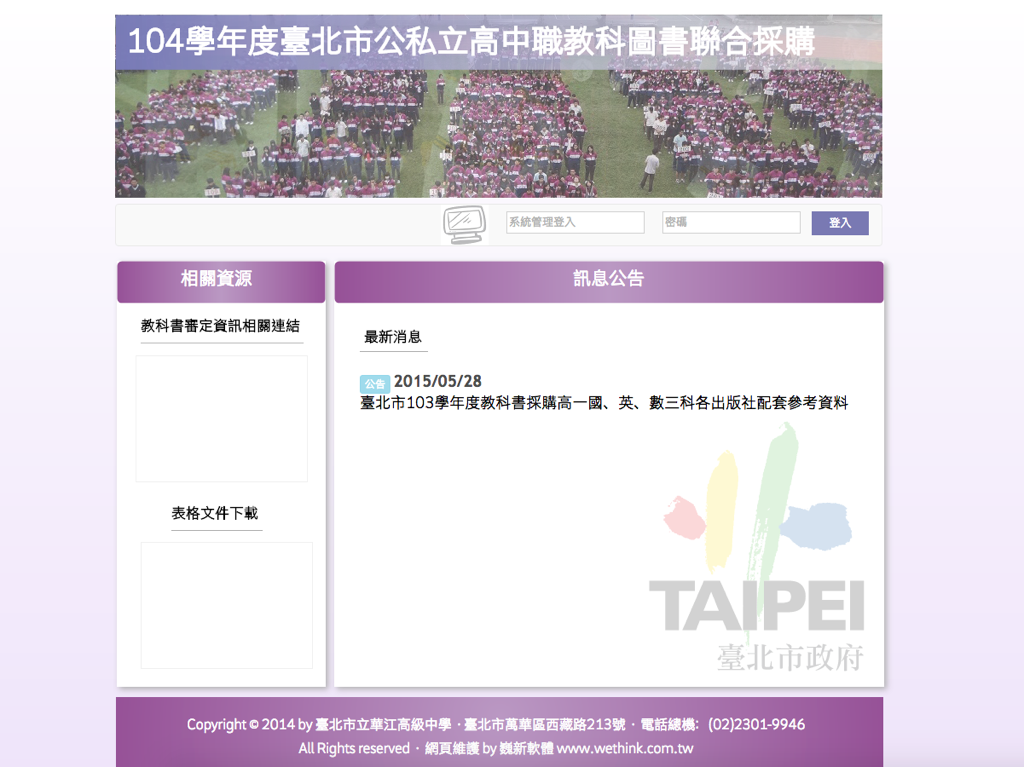 104學年度臺北市公私立高中職教科圖書聯合採購
系統管理登入
密碼
登入
相關資源
訊息公告
教科書審定資訊相關連結
表格文件下載
最新消息
公告 2015/05/28
臺北市103學年度教科書採購高一國、英、數三科各出版社配套參考資料
TAIPEI
臺北市政府
Copyright © 2014 by 臺北市立華江高級中學 · 臺北市萬華區西藏路213號 · 電話總機: (02)2301-9946
All Rights reserved · 網頁維護 by 巍新軟體 www.wethink.com.tw